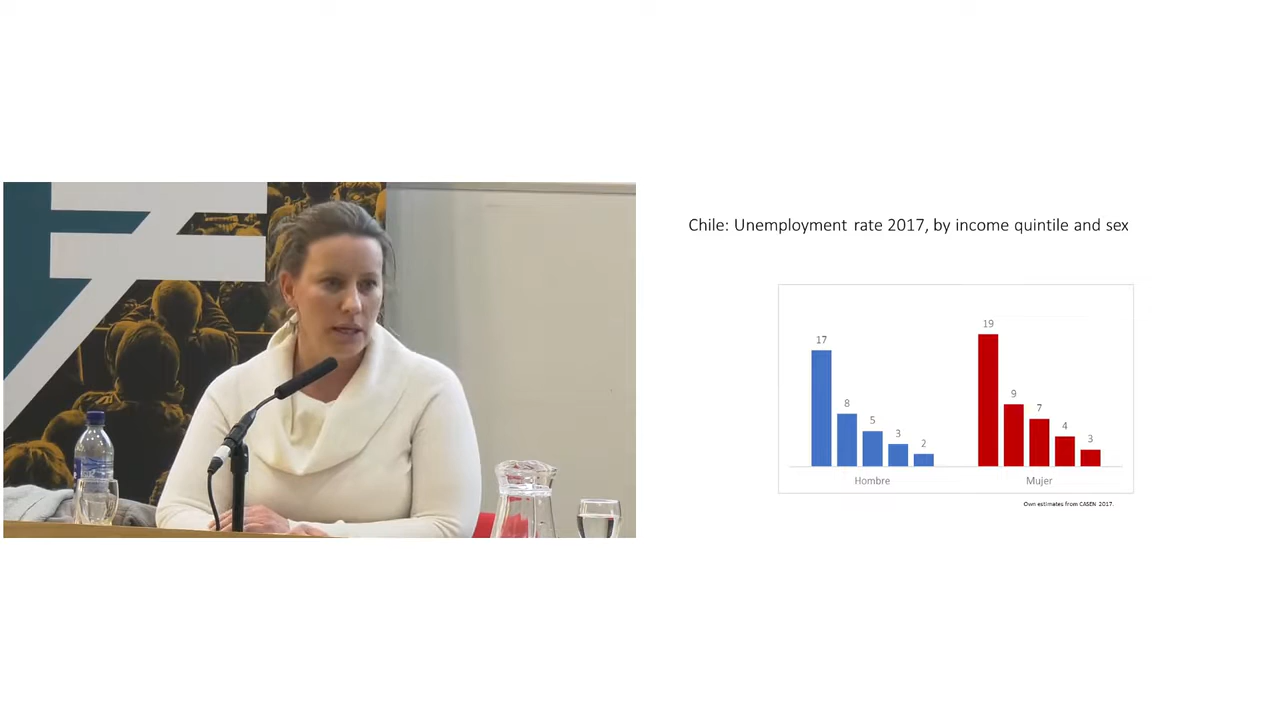 Chile: Unemployment rate 2017, by income quintile and sex
17
8
5
3
2
19
9
7
4
3
Hombre
Mujer
Own estimates from CASEN 2017.